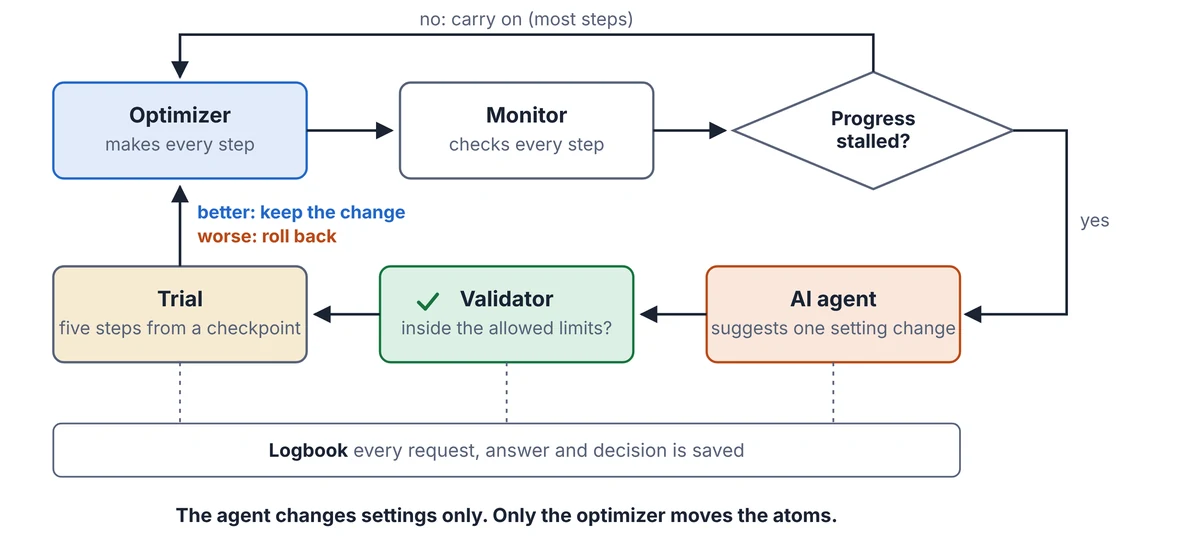 no: carry on (most steps)
Optimizer
makes every step
Monitor
checks every step
Progress
stalled?
yes
better: keep the change
worse: roll back
Trial
five steps from a checkpoint
Validator
inside the allowed limits?
AI agent
suggests one setting change
Logbook every request, answer and decision is saved
The agent changes settings only. Only the optimizer moves the atoms.